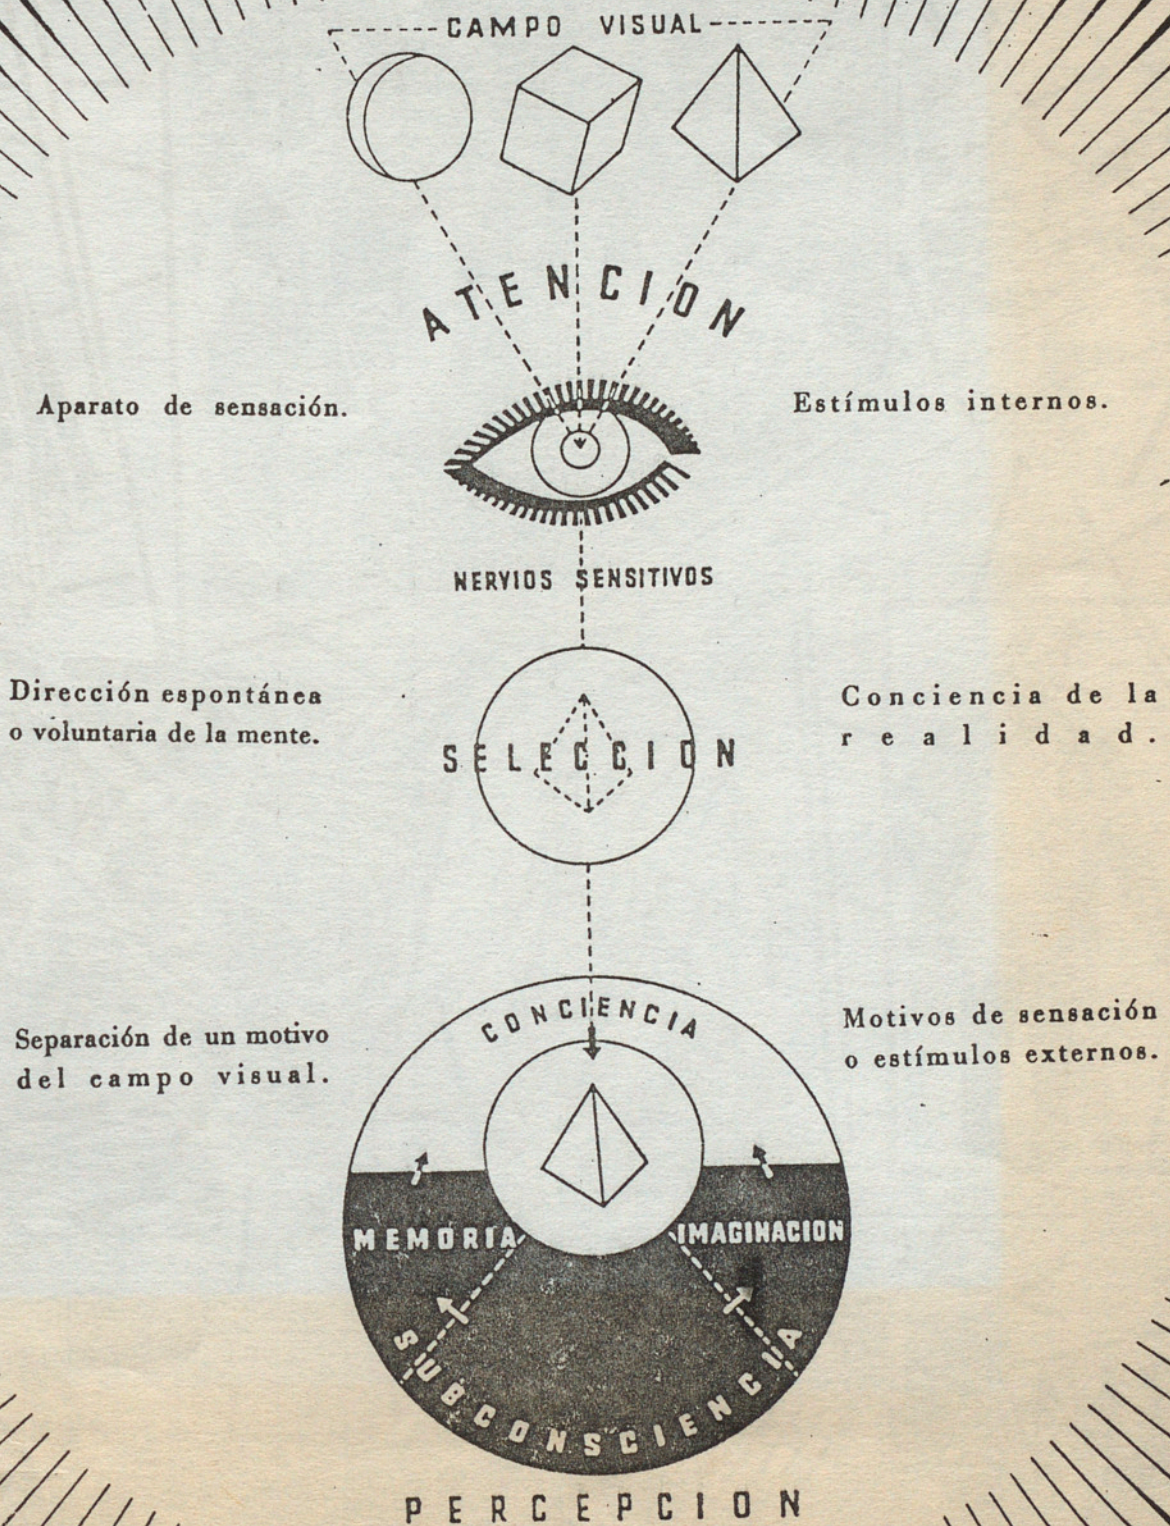 CAMPO VISUAL
ATENCION
Aparato de sensación.
Estímulos internos.
NERVIOS SENSITIVOS
Dirección espontánea
o voluntaria de la mente.
SELECCION
Conciencia de la
realidad.
CONCIENCIA
Separación de un motivo
del campo visual.
Motivos de sensación
o estímulos externos.
MEMORIA
IMAGINACION
SUBCONSCIENCIA
PERCEPCION